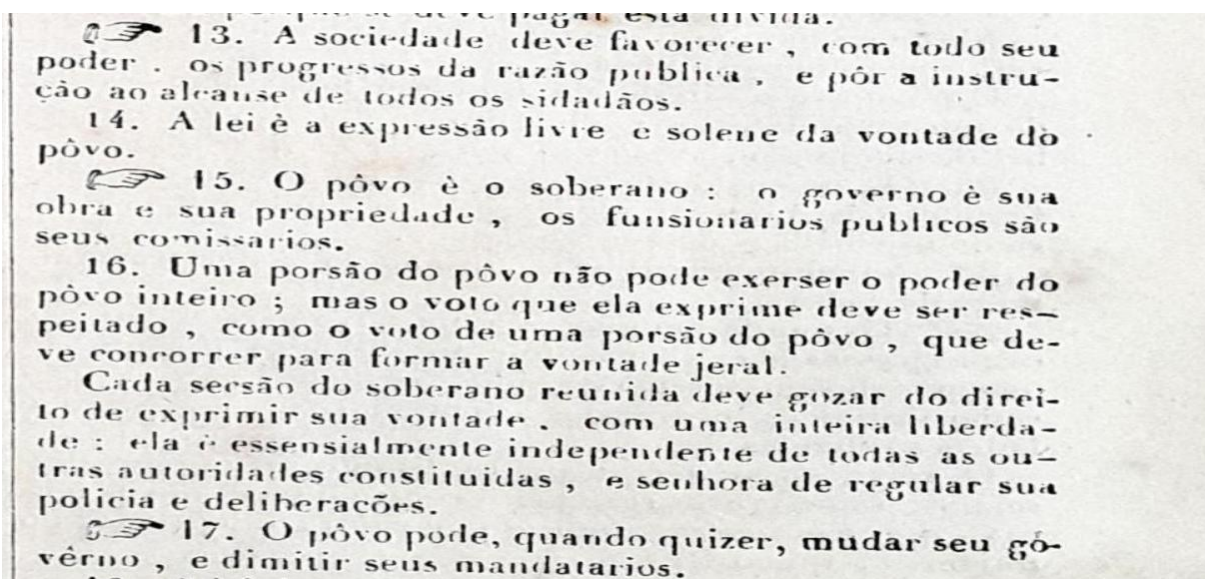 se deve pagar esta divida.
☞ 13. A sociedade deve favorecer , com todo seu
poder . os progressos da razão publica , e pôr a instru-
ção ao alcanse de todos os sidadãos.
14. A lei è a expressão livre e solene da vontade do
pôvo.
☞ 15. O pôvo è o soberano : o governo è sua
obra e sua propriedade , os funsionarios publicos são
seus comissarios.
16. Uma porsão do pôvo não pode exerser o poder do
pôvo inteiro ; mas o voto que ela exprime deve ser res-
peitado , como o voto de uma porsão do pôvo , que de-
ve concorrer para formar a vontade jeral.
Cada secsão do soberano reunida deve gozar do direi-
to de exprimir sua vontade . com uma inteira liberda-
de : ela è essensialmente independente de todas as ou-
tras autoridades constituidas , e senhora de regular sua
policia e deliberacões.
☞ 17. O pôvo pode, quando quizer, mudar seu gô-
vêrno , e dimitir seus mandatarios.